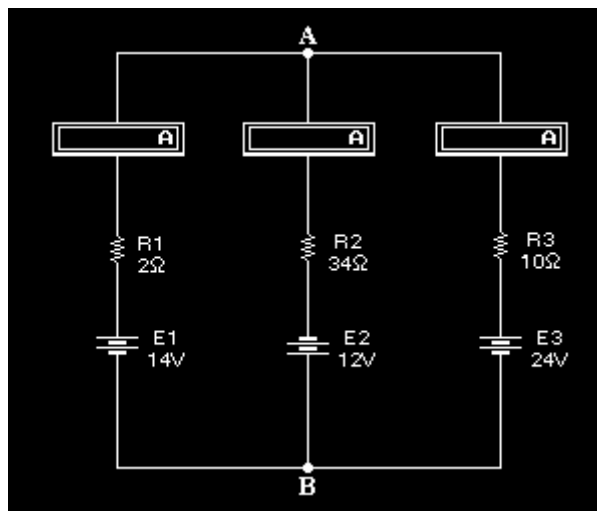 A
A A A
R1 R2 R3
2Ω 34Ω 10Ω
E1 E2 E3
14V 12V 24V
B